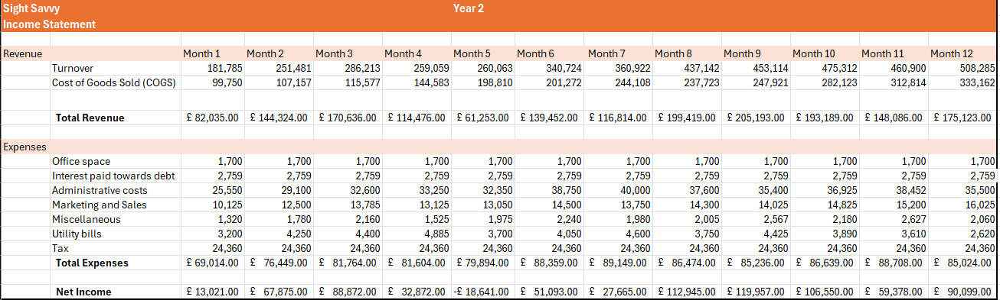 Sight Savvy Year 2
Income Statement
Revenue Month 1 Month 2 Month 3 Month 4 Month 5 Month 6 Month 7 Month 8 Month 9 Month 10 Month 11 Month 12
Turnover 181,785 251,481 286,213 259,059 260,063 340,724 360,922 437,142 453,114 475,312 460,900 508,285
Cost of Goods Sold (COGS) 99,750 107,157 115,577 144,583 198,810 201,272 244,108 237,723 247,921 282,123 312,814 333,162
Total Revenue £ 82,035.00 £ 144,324.00 £ 170,636.00 £ 114,476.00 £ 61,253.00 £ 139,452.00 £ 116,814.00 £ 199,419.00 £ 205,193.00 £ 193,189.00 £ 148,086.00 £ 175,123.00
Expenses
Office space 1,700 1,700 1,700 1,700 1,700 1,700 1,700 1,700 1,700 1,700 1,700 1,700
Interest paid towards debt 2,759 2,759 2,759 2,759 2,759 2,759 2,759 2,759 2,759 2,759 2,759 2,759
Administrative costs 25,550 29,100 32,600 33,250 32,350 38,750 40,000 37,600 35,400 36,925 38,452 35,500
Marketing and Sales 10,125 12,500 13,785 13,125 13,050 14,500 13,750 14,300 14,025 14,825 15,200 16,025
Miscellaneous 1,320 1,780 2,160 1,525 1,975 2,240 1,980 2,005 2,567 2,180 2,627 2,060
Utility bills 3,200 4,250 4,400 4,885 3,700 4,050 4,600 3,750 4,425 3,890 3,610 2,620
Tax 24,360 24,360 24,360 24,360 24,360 24,360 24,360 24,360 24,360 24,360 24,360 24,360
Total Expenses £ 69,014.00 £ 76,449.00 £ 81,764.00 £ 81,604.00 £ 79,894.00 £ 88,359.00 £ 89,149.00 £ 86,474.00 £ 85,236.00 £ 86,639.00 £ 88,708.00 £ 85,024.00
Net Income £ 13,021.00 £ 67,875.00 £ 88,872.00 £ 32,872.00 -£ 18,641.00 £ 51,093.00 £ 27,665.00 £ 112,945.00 £ 119,957.00 £ 106,550.00 £ 59,378.00 £ 90,099.00